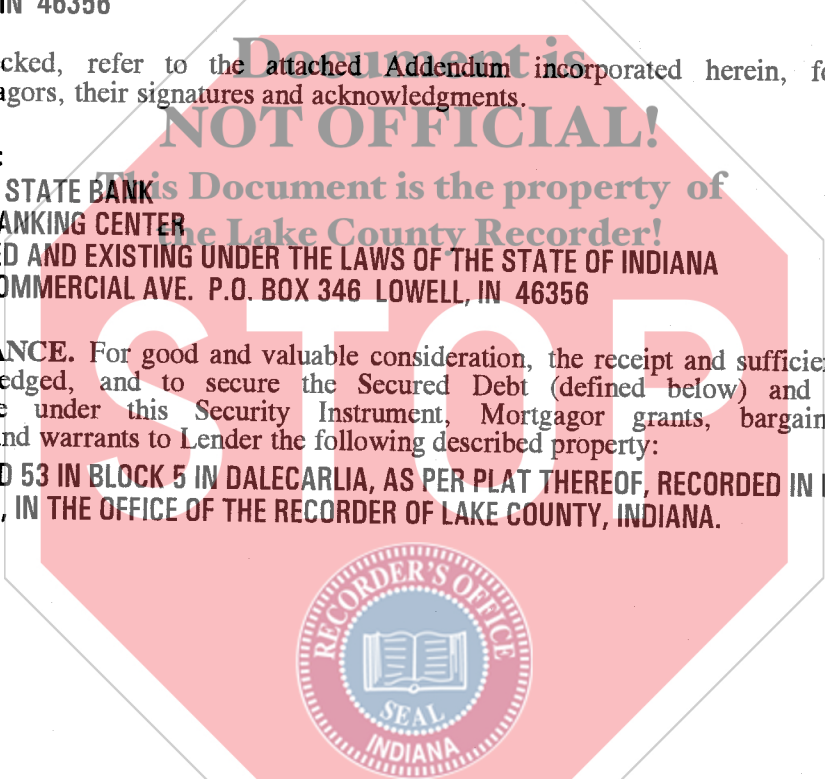 IN 46356
Document is
cked, refer to the attached Addendum incorporated herein, f
agors, their signatures and acknowledgments.
NOT OFFICIAL!
:
STATE BANK
This Document is the property of
ANKING CENTER
the Lake County Recorder!
D AND EXISTING UNDER THE LAWS OF THE STATE OF INDIANA
OMMERCIAL AVE. P.O. BOX 346 LOWELL, IN 46356
STOP
ANCE. For good and valuable consideration, the receipt and sufficie
edged, and to secure the Secured Debt (defined below) and
e under this Security Instrument, Mortgagor grants, bargain
nd warrants to Lender the following described property:
D 53 IN BLOCK 5 IN DALECARLIA, AS PER PLAT THEREOF, RECORDED IN
, IN THE OFFICE OF THE RECORDER OF LAKE COUNTY, INDIANA.
RECORDER'S OFFICE
SEAL
INDIANA